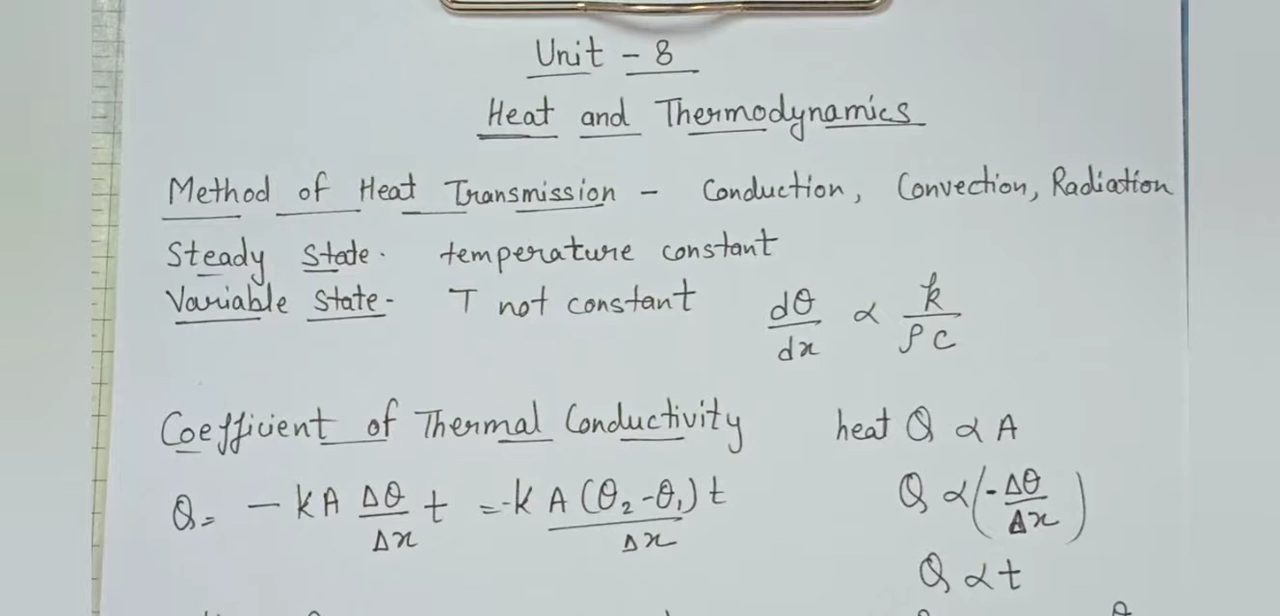 Unit - 8
Heat and Thermodynamics
Method of Heat Transmission - Conduction, Convection, Radiation
Steady State. temperature constant
Variable State - T not constant dθ/dx ∝ k/ρc
Coefficient of Thermal Conductivity heat Q ∝ A
Q = - KA Δθ/Δx t = -K A(θ₂-θ₁)t/Δx Q ∝ (-Δθ/Δx)
Q ∝ t